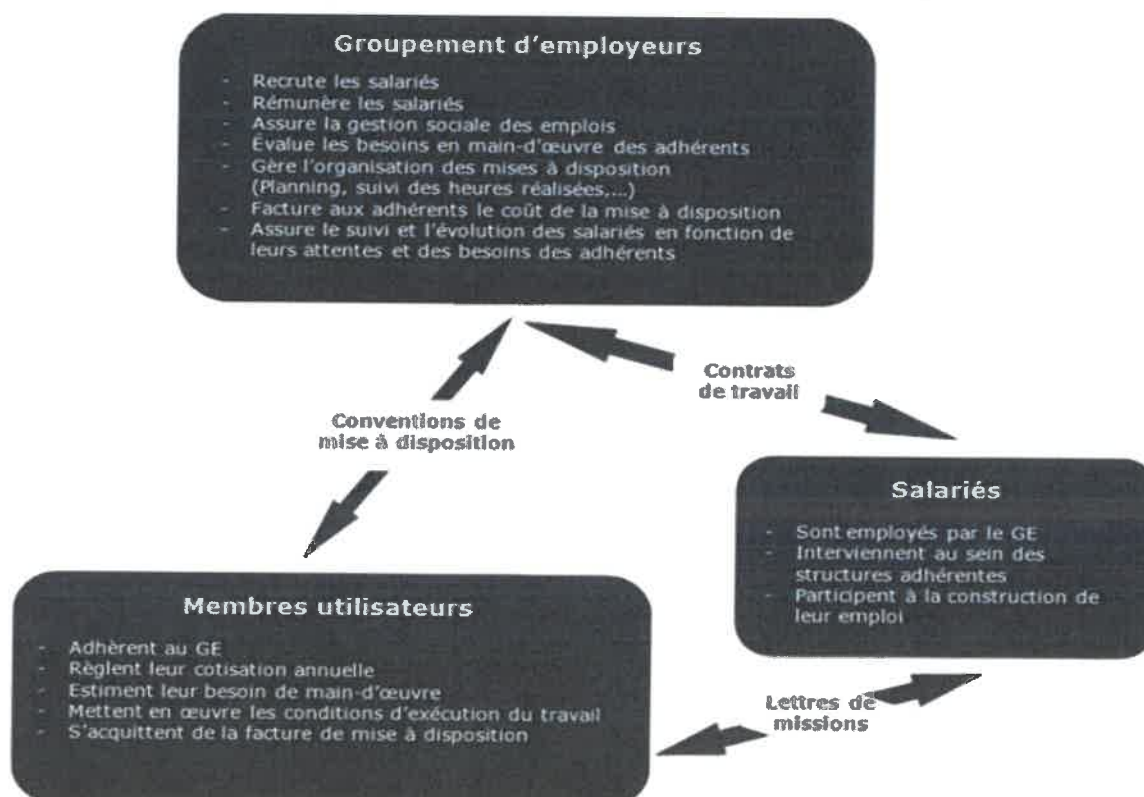 Groupement d'employeurs
- Recrute les salariés
- Rémunère les salariés
- Assure la gestion sociale des emplois
- Évalue les besoins en main-d'œuvre des adhérents
- Gère l'organisation des mises à disposition
(Planning, suivi des heures réalisées,...)
- Facture aux adhérents le coût de la mise à disposition
- Assure le suivi et l'évolution des salariés en fonction de
leurs attentes et des besoins des adhérents
Contrats
de travail
Conventions de
mise à disposition
Salariés
- Sont employés par le GE
- Interviennent au sein des
structures adhérentes
- Participent à la construction de
leur emploi
Membres utilisateurs
- Adhèrent au GE
- Règlent leur cotisation annuelle
- Estiment leur besoin de main-d'œuvre
- Mettent en œuvre les conditions d'exécution du travail
- S'acquittent de la facture de mise à disposition
Lettres de
missions